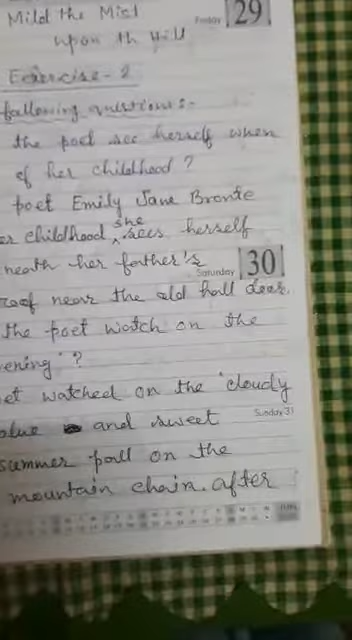 Mild the Mist
Friday 29
upon th Hill
Exercise-2
following questions:-
the poet see herself when
of her childhood?
poet Emily Jane Bronte
er childhood, she sees herself
neath her father's
Saturday 30
roof near the old hall door.
the poet watch on the
vening'?
et watched on the 'cloudy
Sunday 31
blue and sweet
summer fall on the
mountain chain. after